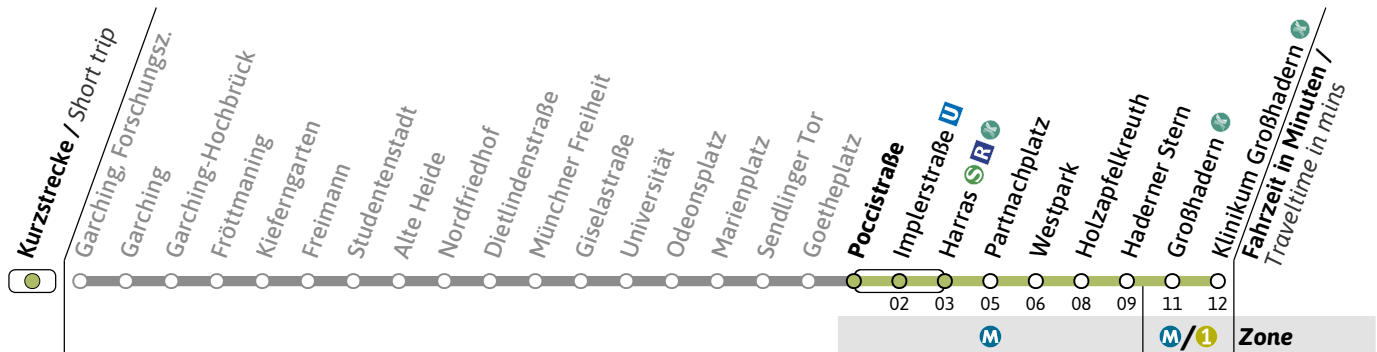 Kurzstrecke / Short trip
Garching, Forschungsz.
Garching
Garching-Hochbrück
Fröttmaning
Kieferngarten
Freimann
Studentenstadt
Alte Heide
Nordfriedhof
Dietlindenstraße
Münchner Freiheit
Giselastraße
Universität
Odeonsplatz
Marienplatz
Sendlinger Tor
Goetheplatz
Poccistraße
Implerstraße U
Harras S R
Partnachplatz
Westpark
Holzapfelkreuth
Haderner Stern
Großhadern
Klinikum Großhadern
Fahrzeit in Minuten /
Traveltime in mins
02 03 05 06 08 09 11 12
M M/1 Zone